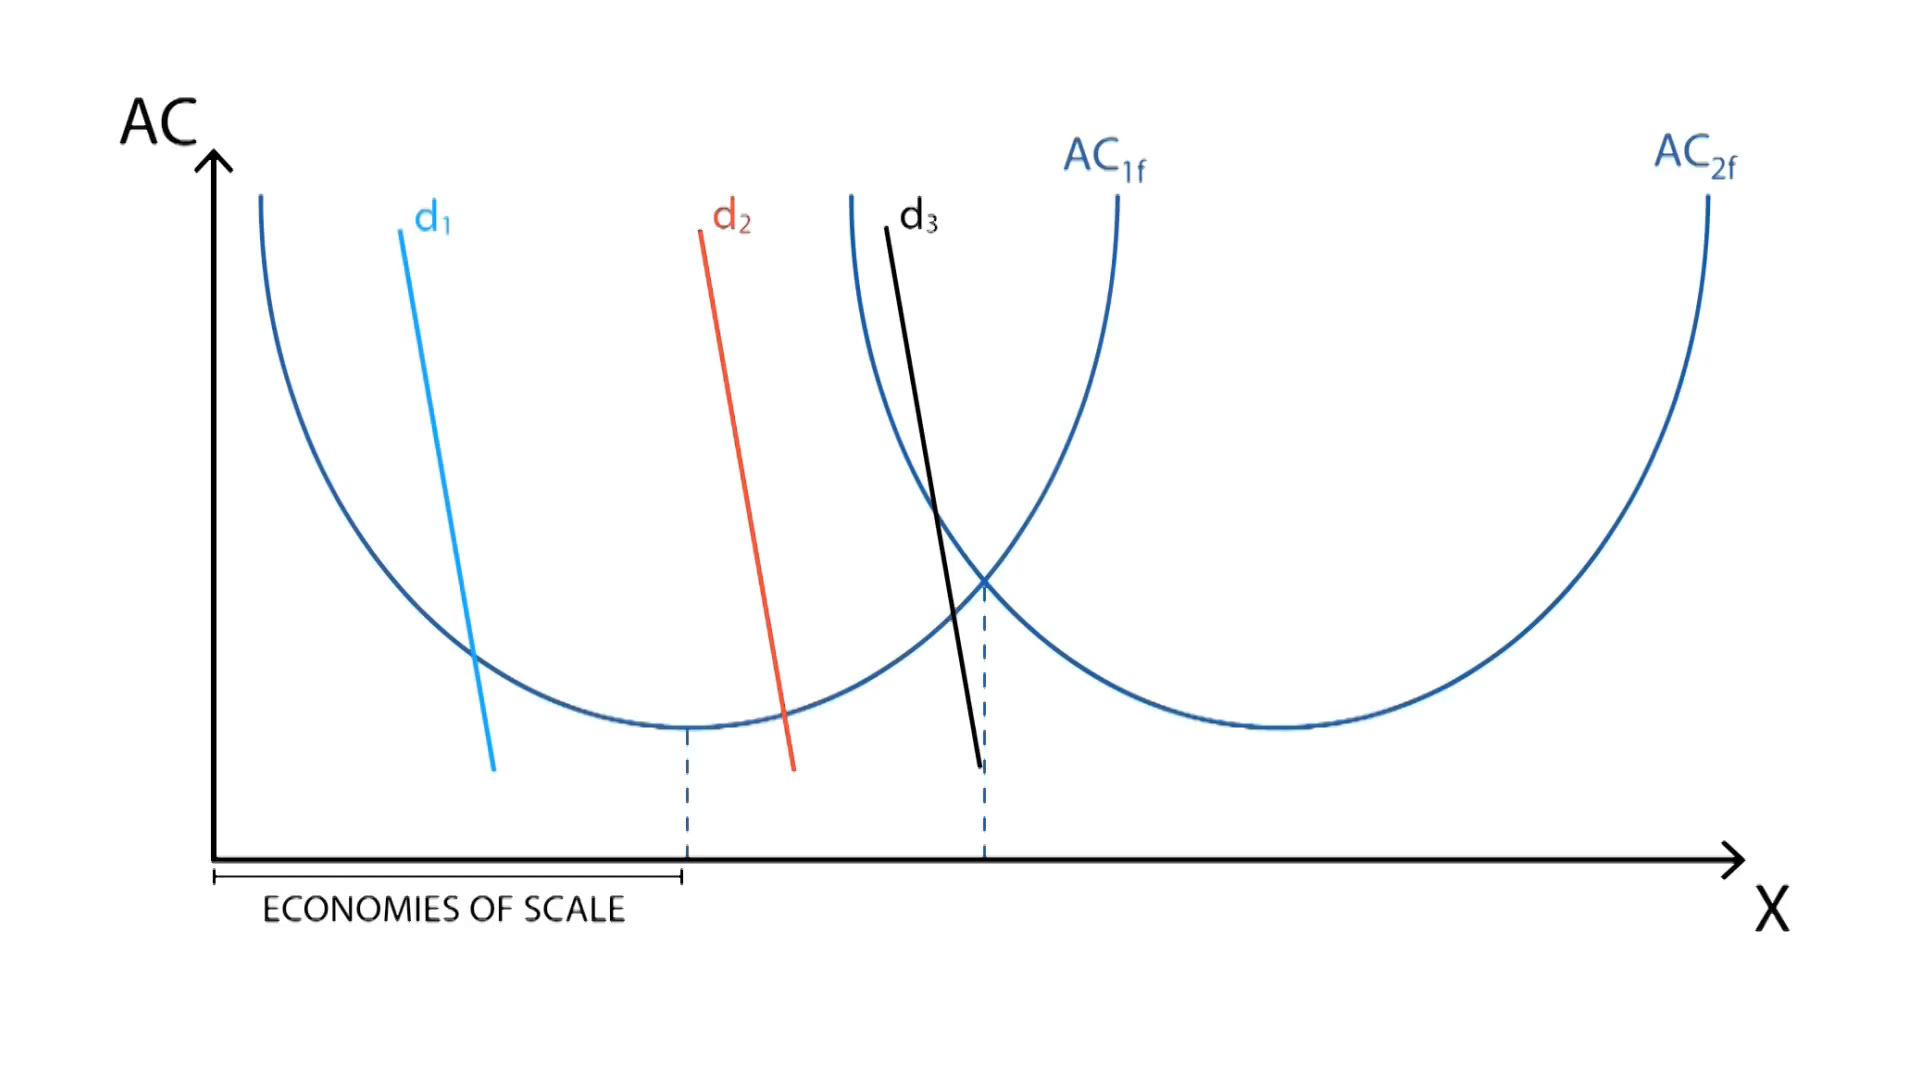 AC
AC1f
AC2f
d1
d2
d3
ECONOMIES OF SCALE
X